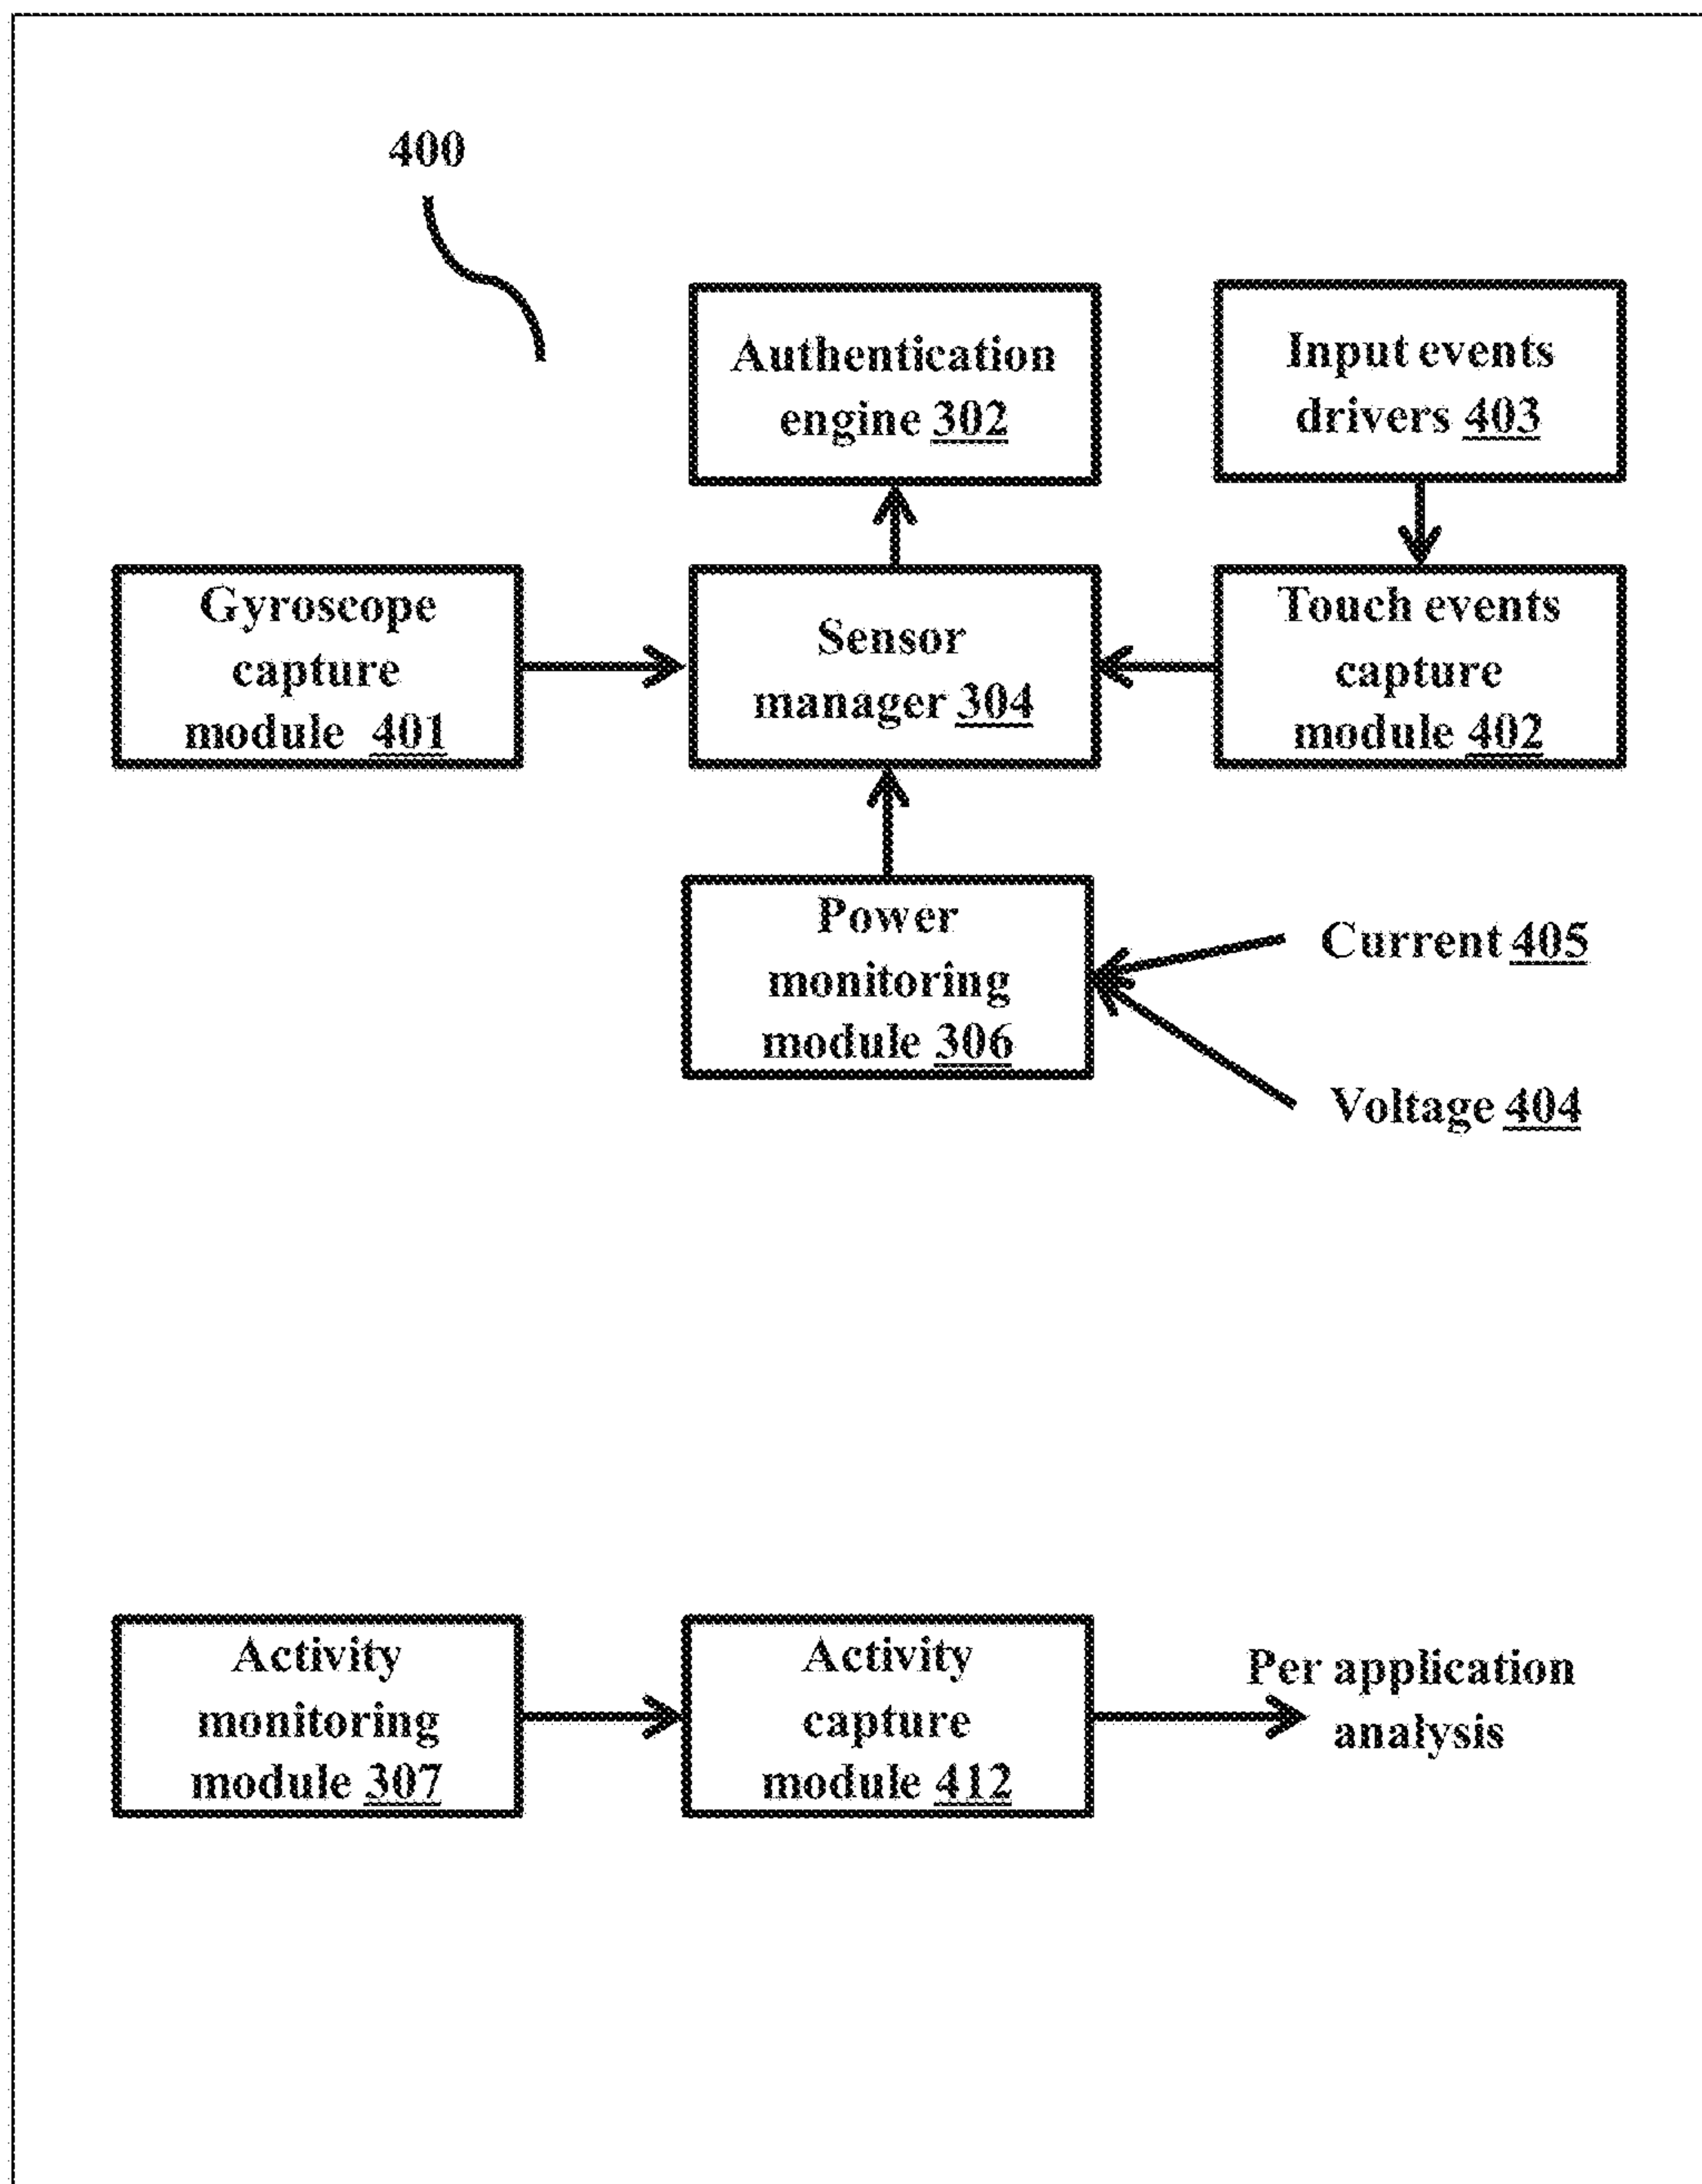 400
Authentication
engine 302
Input events
drivers 403
Gyroscope
capture
module 401
Sensor
manager 304
Touch events
capture
module 402
Power
monitoring
module 306
Current 405
Voltage 404
Activity
monitoring
module 307
Activity
capture
module 412
Per application
analysis